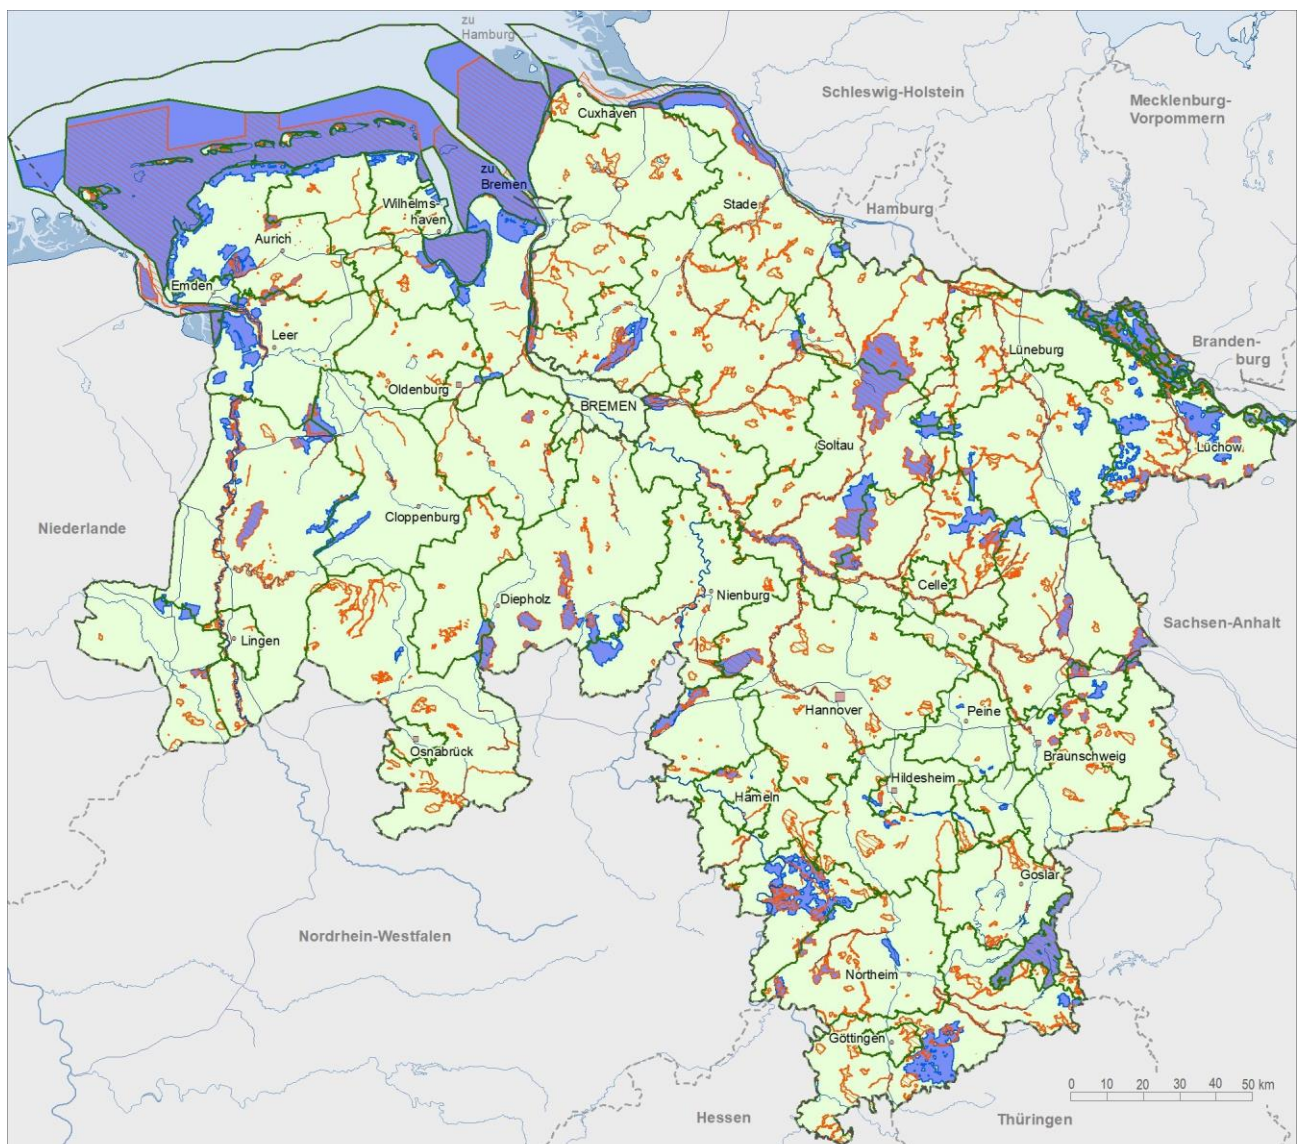 zu
Hamburg
Schleswig-Holstein
Mecklenburg-
Vorpommern
Cuxhaven
zu
Bremen
Wilhelms-
haven
Stade
Hamburg
Aurich
Emden
Leer
Lüneburg
Branden-
burg
Oldenburg
BREMEN
Soltau
Lüchow
Niederlande
Cloppenburg
Celle
Diepholz
Nienburg
Sachsen-Anhalt
Lingen
Hannover
Peine
Osnabrück
Braunschweig
Hildesheim
Hameln
Goslar
Nordrhein-Westfalen
Northeim
Göttingen
0 10 20 30 40 50 km
Hessen
Thüringen